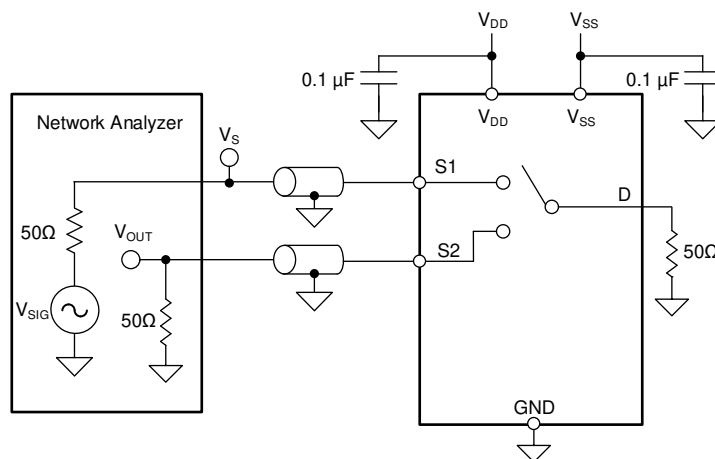 V_DD
V_SS
0.1 µF
0.1 µF
V_DD
V_SS
Network Analyzer
V_S
S1
D
50Ω
V_OUT
S2
50Ω
V_SIG
50Ω
GND